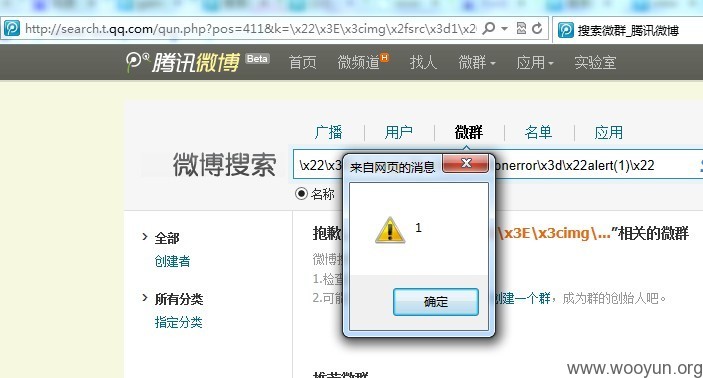 http://search.t.qq.com/qun.php?pos=411&k=\x22\x3E\x3cimg\x2fsrc\x3d1\x2
搜索微群_腾讯微博
腾讯微博 Beta 首页 微频道 H 找人 微群 应用 实验室
广播 用户 微群 名单 应用
微博搜索
\x22\x3 onerror\x3d\x22alert(1)\x22
名称
来自网页的消息
1
确定
全部
创建者
所有分类
指定分类
抱歉 \x3E\x3cimg\...”相关的微群
微博搜
1.检查
2.可能 创建一个群，成为群的创始人吧。
推荐微群
www.wooyun.org